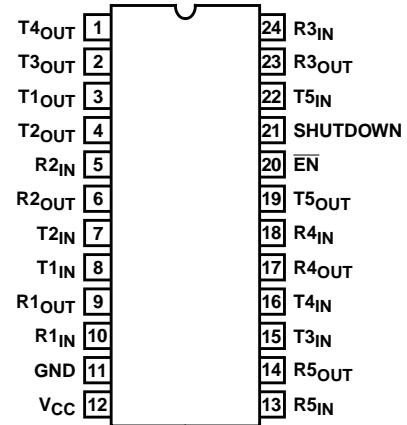 T4OUT 1
T3OUT 2
T1OUT 3
T2OUT 4
R2IN 5
R2OUT 6
T2IN 7
T1IN 8
R1OUT 9
R1IN 10
GND 11
VCC 12
24 R3IN
23 R3OUT
22 T5IN
21 SHUTDOWN
20 E̅N̅
19 T5OUT
18 R4IN
17 R4OUT
16 T4IN
15 T3IN
14 R5OUT
13 R5IN